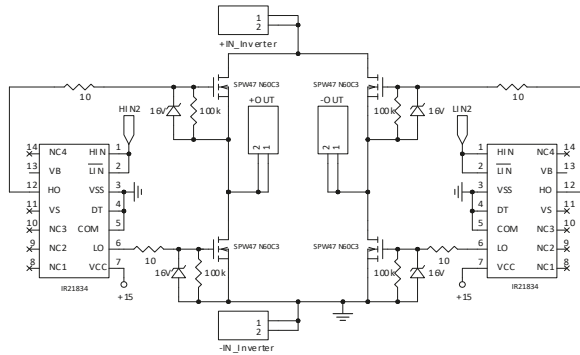 1
2
+IN_Inverter
SPW47 N60C3
SPW47 N60C3
10
10
HIN2
16V
100k
+OUT
-OUT
100k
16V
LIN2
2
1
2
1
14 NC4 HIN 1
13 VB LIN 2
12 HO VSS 3
11 VS DT 4
10 NC3 COM 5
9 NC2 LO 6
8 NC1 VCC 7
IR21834
+15
1 HIN NC4 14
2 LIN VB 13
3 VSS HO 12
4 DT VS 11
5 COM NC3 10
6 LO NC2 9
7 VCC NC1 8
IR21834
+15
10
SPW47 N60C3
SPW47 N60C3
10
16V
100k
100k
16V
1
2
-IN_Inverter